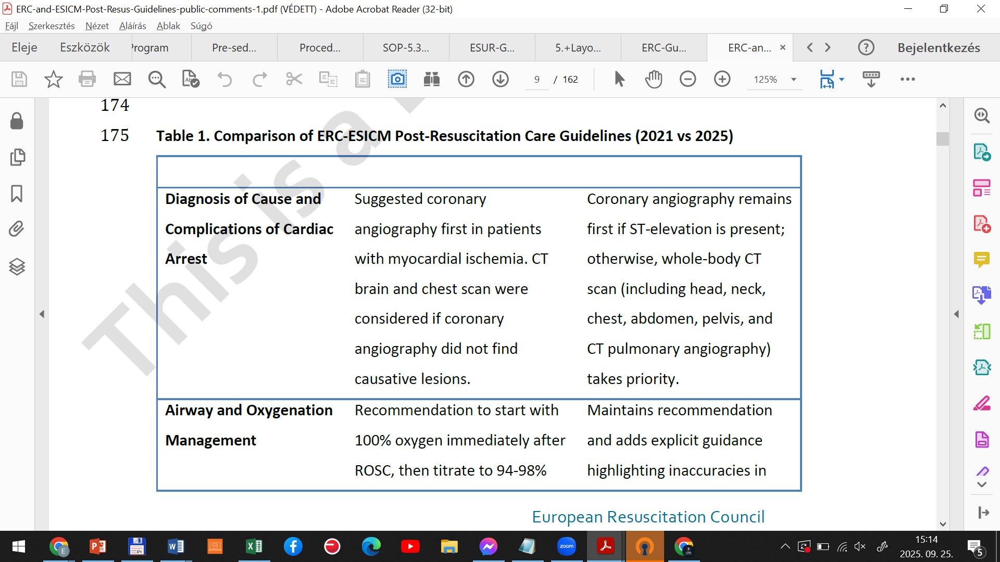 ERC-and-ESICM-Post-Resus-Guidelines-public-comments-1.pdf (VÉDETT) - Adobe Acrobat Reader (32-bit)
Fájl Szerkesztés Nézet Aláírás Ablak Súgó
Eleje Eszközök Program Pre-sed... Proced... SOP-5.3... ESUR-G... 5.+Layo... ERC-Gu... ERC-an... × Bejelentkezés
9 / 162 125%
174
175 Table 1. Comparison of ERC-ESICM Post-Resuscitation Care Guidelines (2021 vs 2025)
This is a
Diagnosis of Cause and
Complications of Cardiac
Arrest
Suggested coronary
angiography first in patients
with myocardial ischemia. CT
brain and chest scan were
considered if coronary
angiography did not find
causative lesions.
Coronary angiography remains
first if ST-elevation is present;
otherwise, whole-body CT
scan (including head, neck,
chest, abdomen, pelvis, and
CT pulmonary angiography)
takes priority.
Airway and Oxygenation
Management
Recommendation to start with
100% oxygen immediately after
ROSC, then titrate to 94-98%
Maintains recommendation
and adds explicit guidance
highlighting inaccuracies in
European Resuscitation Council
zoom
15:14
2025. 09. 25.
5